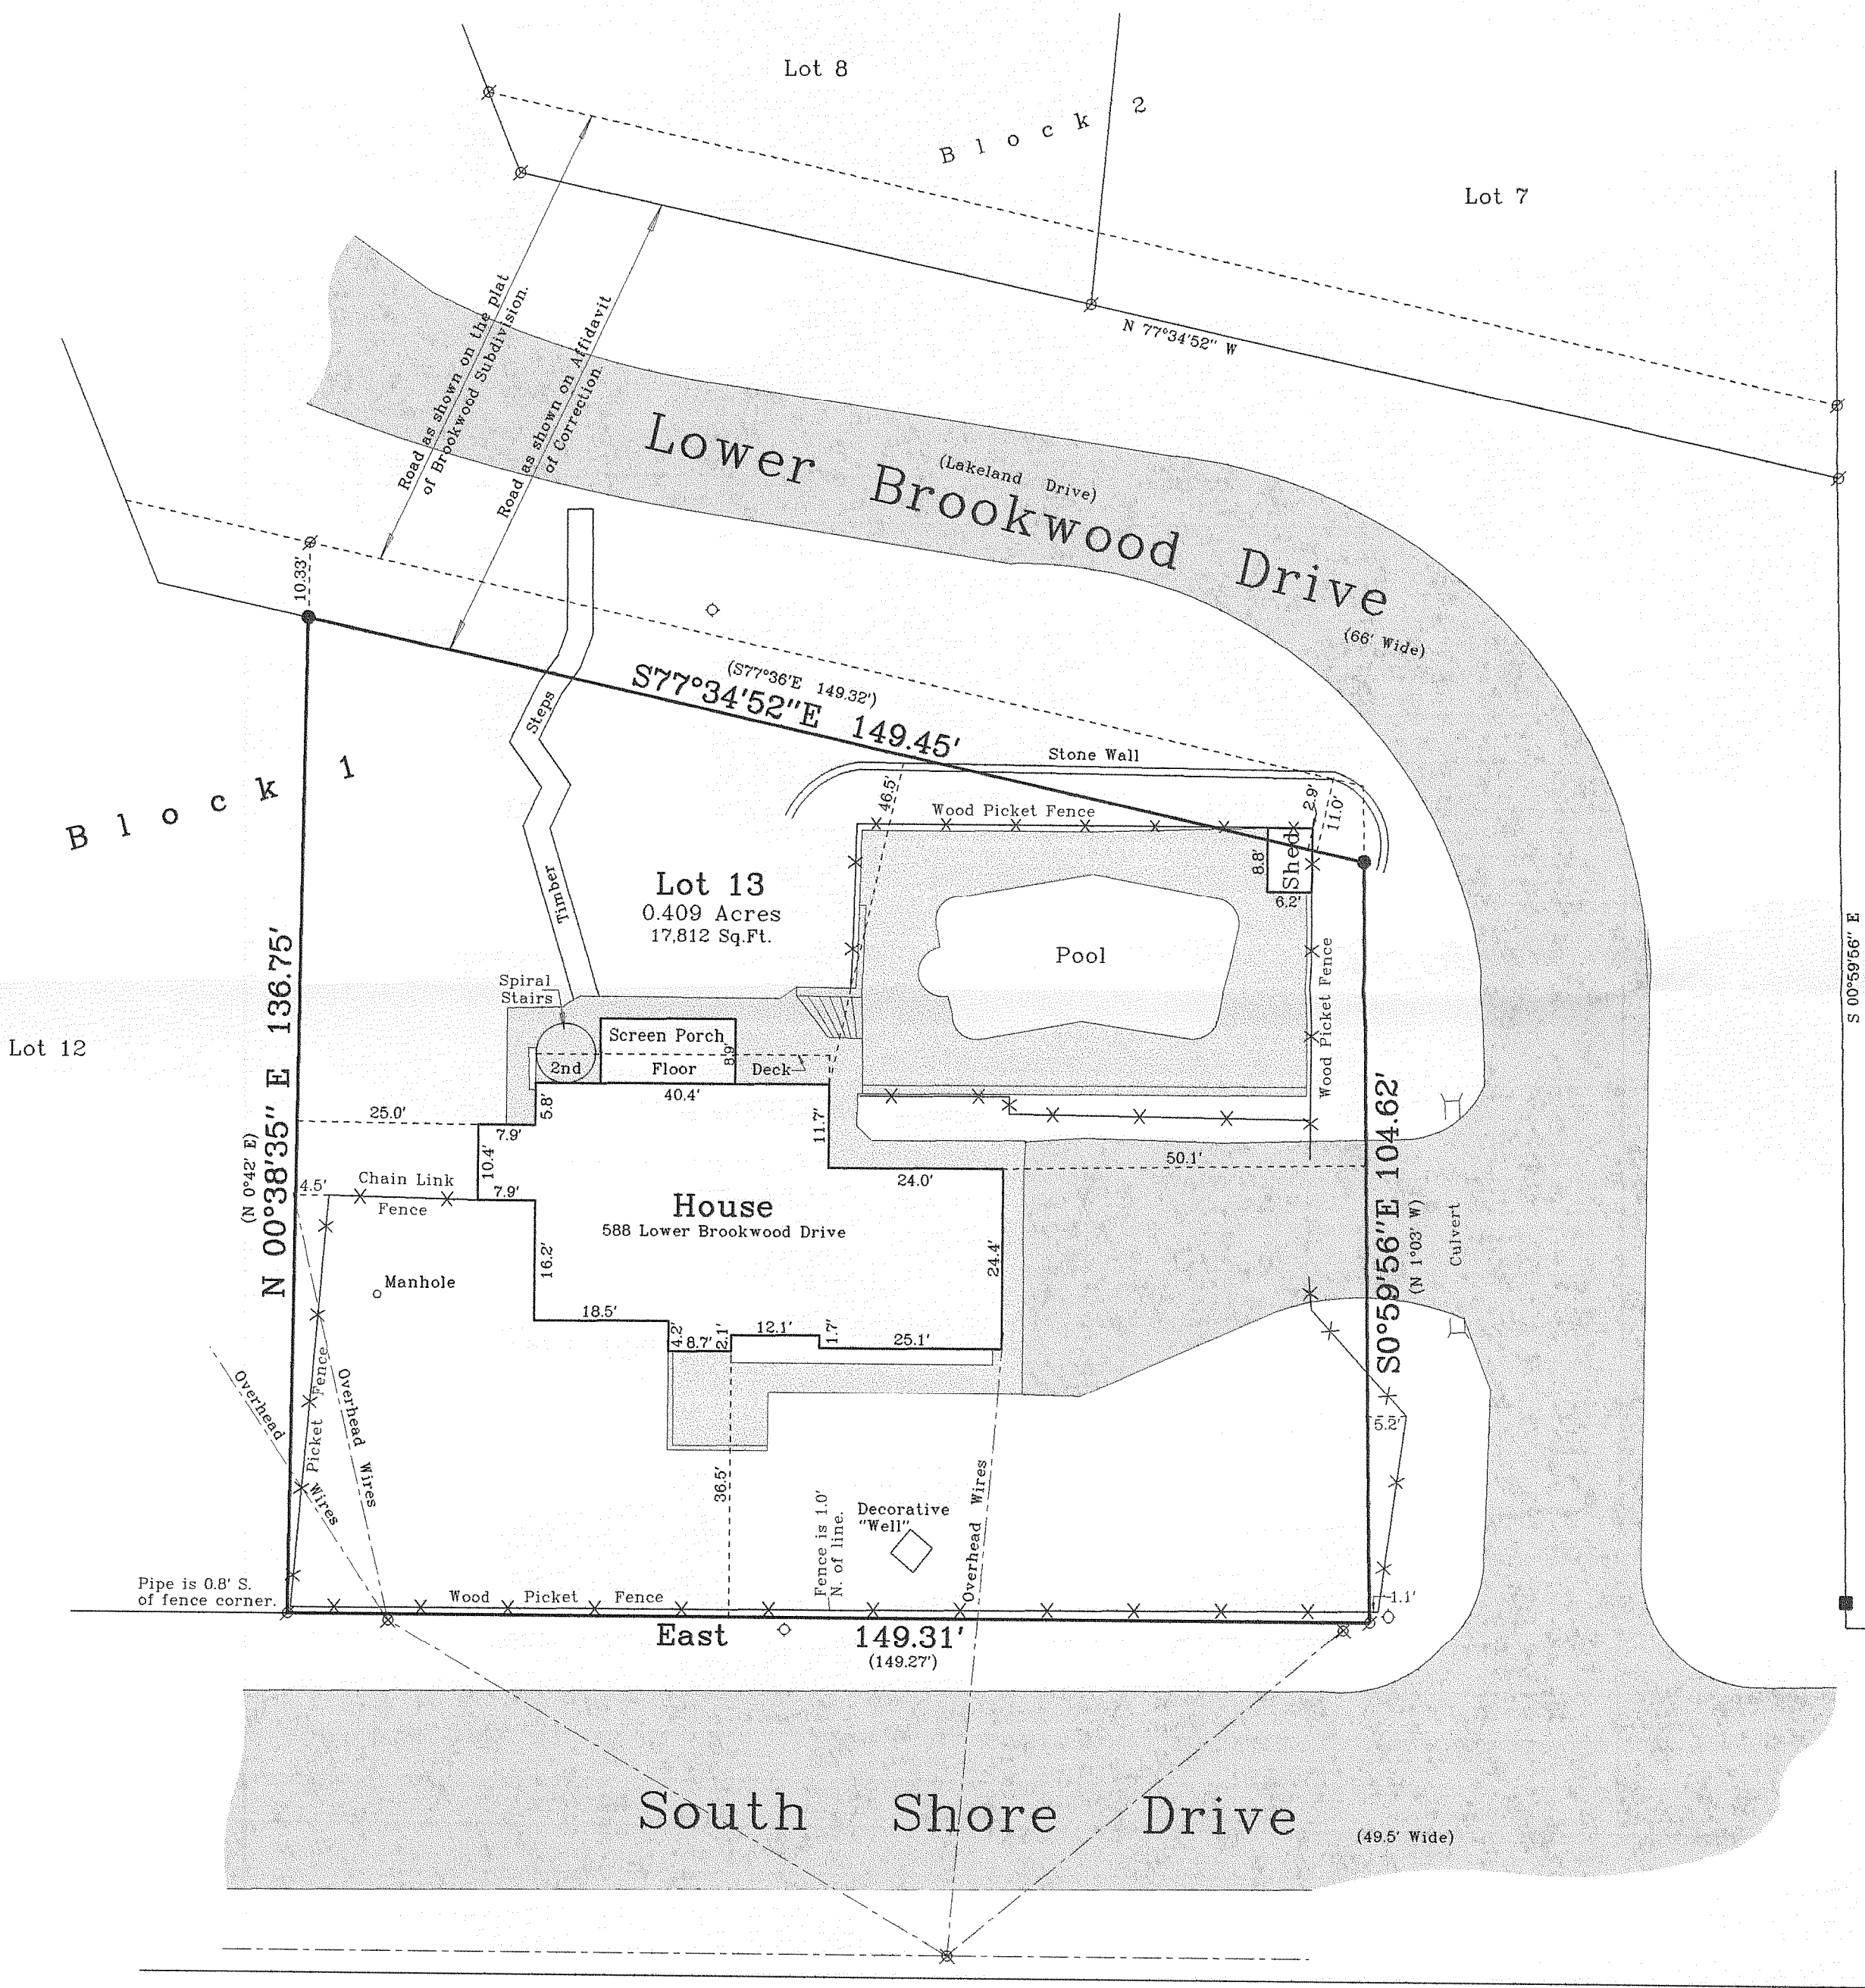 Lot 8
Block 2
Lot 7
N 77°34'52" W
Road as shown on the plat
of Brookwood Subdivision.
Road as shown on Affidavit
of Correction.
Lower Brookwood Drive
(Lakeland Drive)
(66' Wide)
10.33'
(S77°36'E 149.32')
S77°34'52"E 149.45'
Steps
Timber
Stone Wall
46.5'
Wood Picket Fence
2.9'
11.0'
Shed
8.8'
6.2'
Block 1
Lot 13
0.409 Acres
17,812 Sq.Ft.
Pool
Wood Picket Fence
S 00°59'56" E
Lot 12
N 00°38'35" E 136.75'
(N 0°42' E)
Spiral
Stairs
Screen Porch
8.9'
2nd Floor Deck
40.4'
5.8'
11.7'
25.0'
7.9'
10.4'
7.9'
4.5'
Chain Link
Fence
24.0'
50.1'
House
588 Lower Brookwood Drive
S0°59'56"E 104.62'
(N 1°03' W)
Culvert
16.2'
24.4'
Manhole
18.5'
4.2'
8.7'
2.1'
12.1'
1.7'
25.1'
Overhead Wires
Picket Fence
Overhead Wires
5.2'
36.5'
Fence is 1.0'
N. of line.
Decorative
"Well"
Overhead Wires
Pipe is 0.8' S.
of fence corner.
Wood Picket Fence
1.1'
East 149.31'
(149.27')
South Shore Drive
(49.5' Wide)